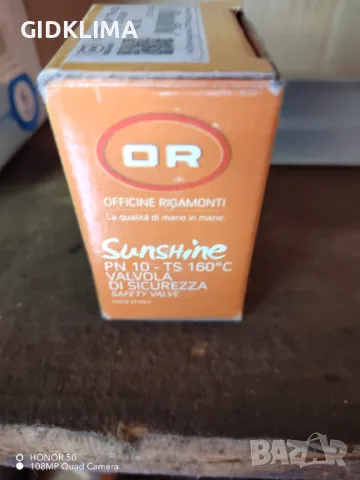 GIDKLIMA
OR
OFFICINE RIGAMONTI
La qualità di mano in mano
Sunshine
PN 10 - TS 160°C
VALVOLA
DI SICUREZZA
SAFETY VALVE
HONOR 50
108MP Quad Camera
BAZAR